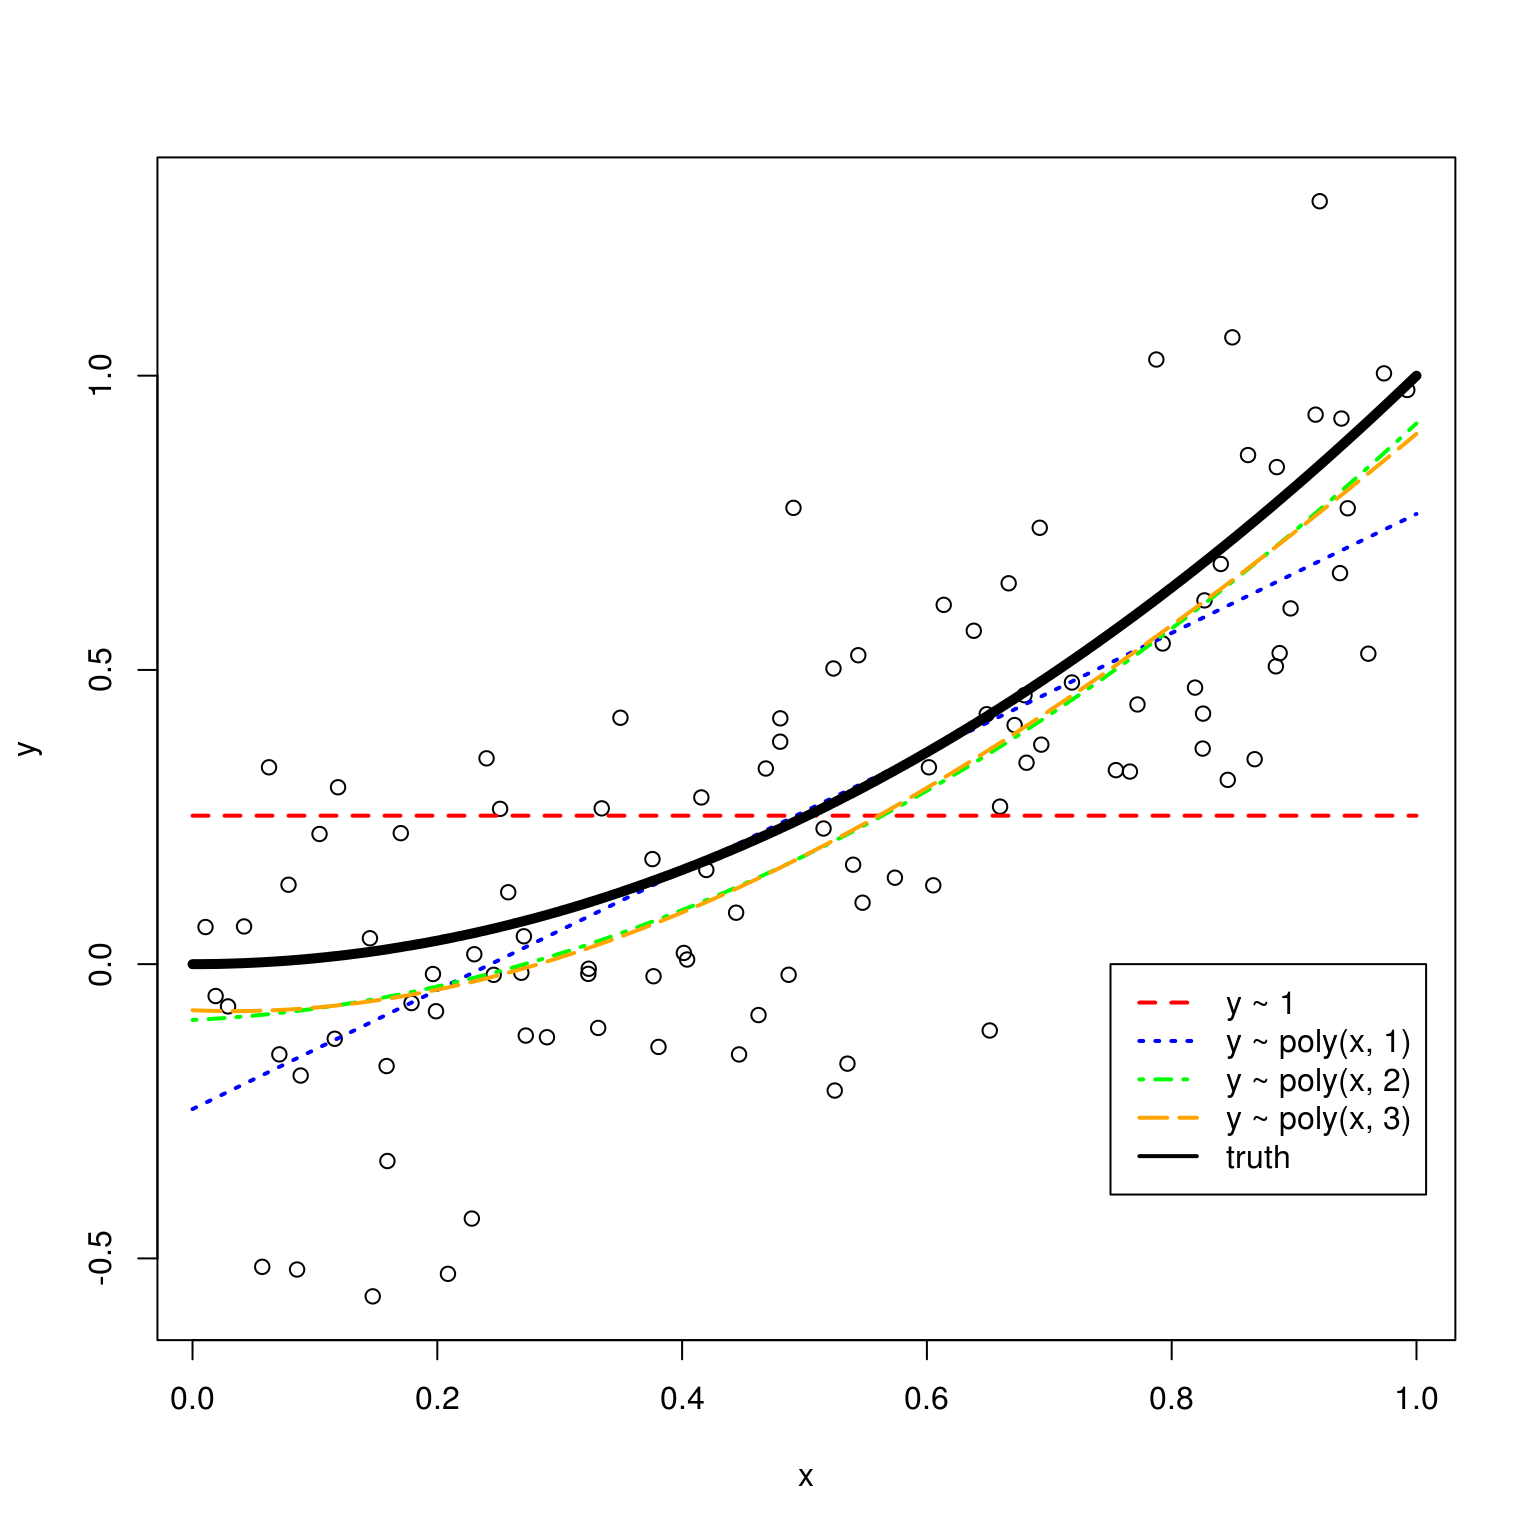 1.0
0.5
0.0
-0.5
y
y ~ 1
y ~ poly(x, 1)
y ~ poly(x, 2)
y ~ poly(x, 3)
truth
0.0 0.2 0.4 0.6 0.8 1.0
x